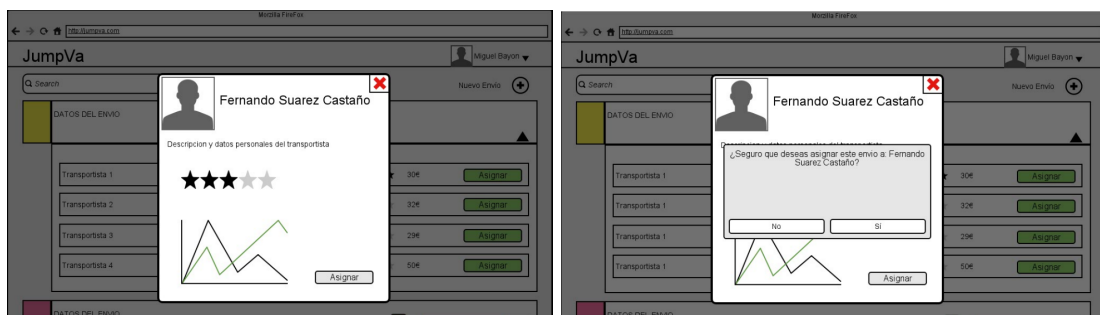 Mozilla FireFox
http://jumpva.com
JumpVa
Miguel Bayon
Search
Nuevo Envío
DATOS DEL ENVIO
Fernando Suarez Castaño
Descripcion y datos personales del transportista
Transportista 1
30€
Asignar
Transportista 2
32€
Asignar
Transportista 3
29€
Asignar
Transportista 4
50€
Asignar
Asignar
DATOS DEL ENVIO
Mozilla FireFox
http://jumpva.com
JumpVa
Miguel Bayon
Search
Nuevo Envío
DATOS DEL ENVIO
Fernando Suarez Castaño
¿Seguro que deseas asignar este envio a: Fernando
Suarez Castaño?
No
Sí
Transportista 1
30€
Asignar
Transportista 1
32€
Asignar
Transportista 1
29€
Asignar
Transportista 1
50€
Asignar
Asignar
DATOS DEL ENVIO